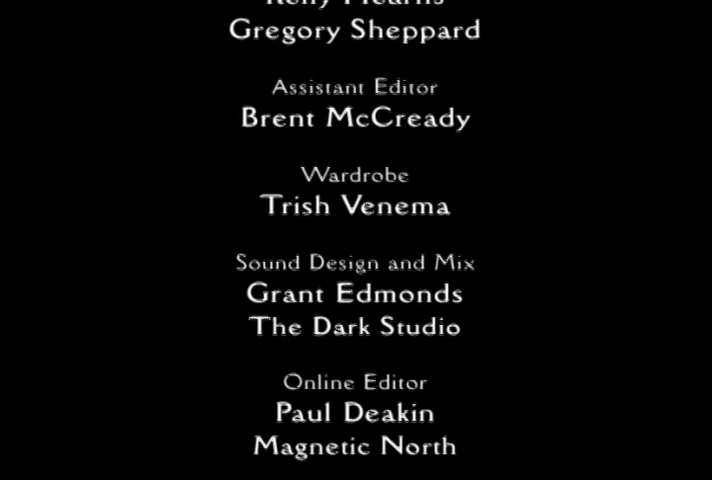 Gregory Sheppard
Assistant Editor
Brent McCready
Wardrobe
Trish Venema
Sound Design and Mix
Grant Edmonds
The Dark Studio
Online Editor
Paul Deakin
Magnetic North